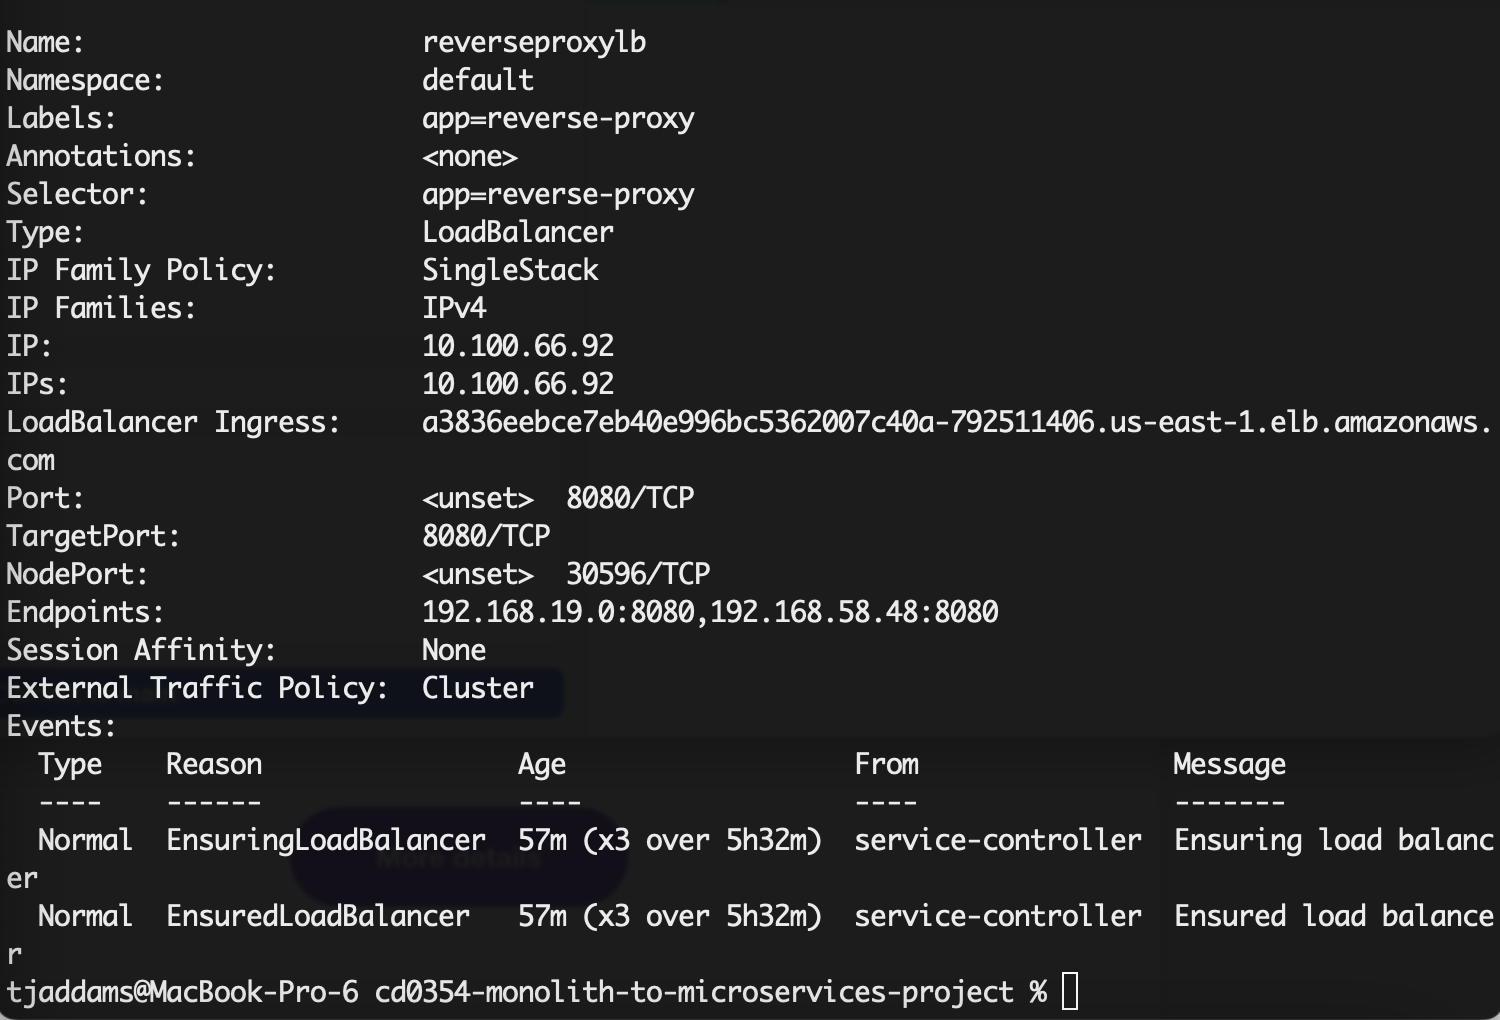 Name:                     reverseproxylb
Namespace:                default
Labels:                   app=reverse-proxy
Annotations:              <none>
Selector:                 app=reverse-proxy
Type:                     LoadBalancer
IP Family Policy:         SingleStack
IP Families:              IPv4
IP:                       10.100.66.92
IPs:                      10.100.66.92
LoadBalancer Ingress:     a3836eebce7eb40e996bc5362007c40a-792511406.us-east-1.elb.amazonaws.
com
Port:                     <unset>  8080/TCP
TargetPort:               8080/TCP
NodePort:                 <unset>  30596/TCP
Endpoints:                192.168.19.0:8080,192.168.58.48:8080
Session Affinity:         None
External Traffic Policy:  Cluster
Events:
  Type    Reason                Age                  From                Message
  ----    ------                ----                 ----                -------
  Normal  EnsuringLoadBalancer  57m (x3 over 5h32m)  service-controller  Ensuring load balanc
er
  Normal  EnsuredLoadBalancer   57m (x3 over 5h32m)  service-controller  Ensured load balance
r
tjaddams@MacBook-Pro-6 cd0354-monolith-to-microservices-project %
More details